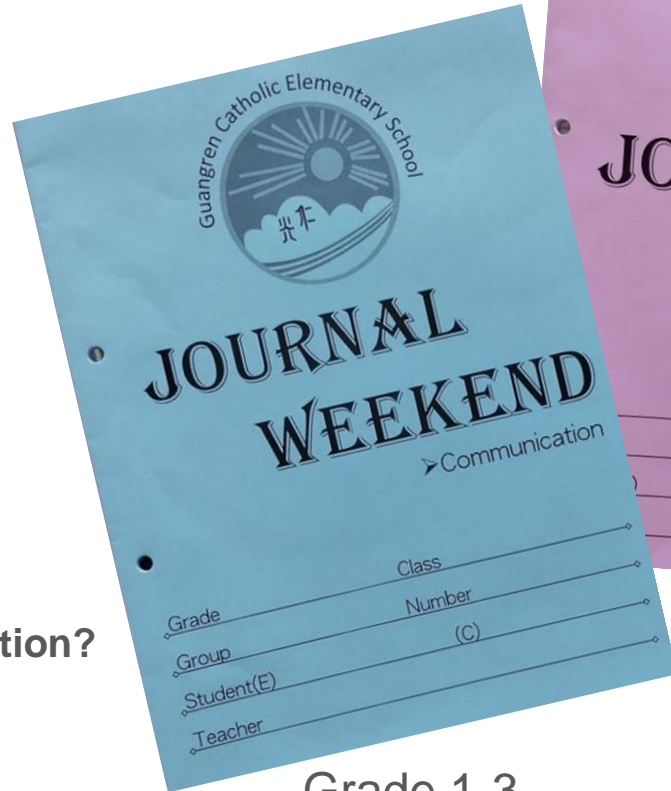 Guangren Catholic Elementary School
光仁
JO
JOURNAL
WEEKEND
➢Communication
Grade Class
Group Number
Student(E) (C)
Teacher
)
tion?
Grade 1-3